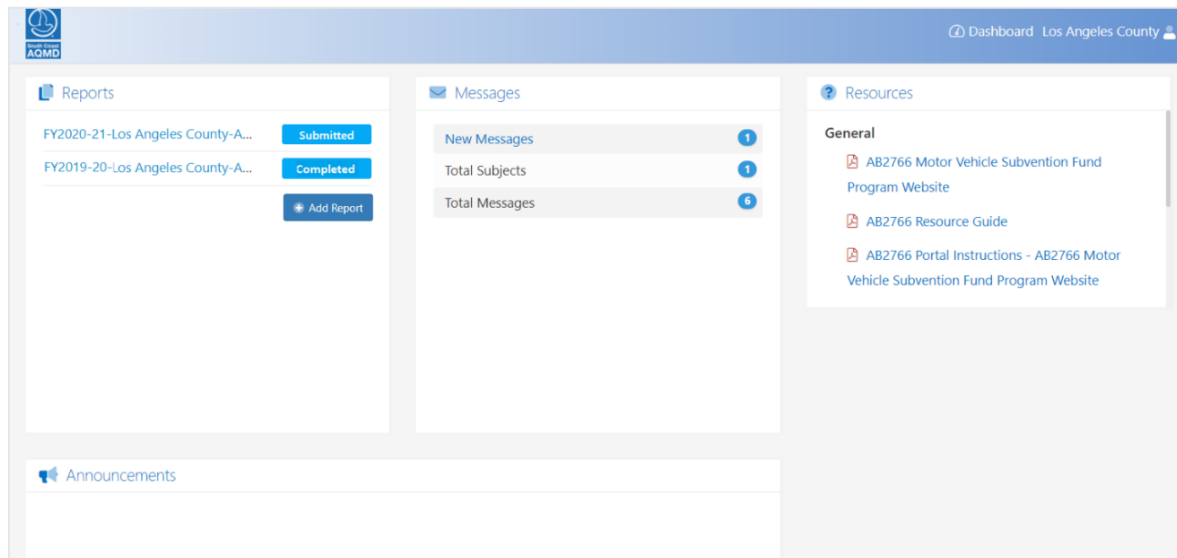 South Coast
AQMD
Dashboard Los Angeles County
Reports
FY2020-21-Los Angeles County-A... Submitted
FY2019-20-Los Angeles County-A... Completed
Add Report
Messages
New Messages 1
Total Subjects 1
Total Messages 6
Resources
General
AB2766 Motor Vehicle Subvention Fund
Program Website
AB2766 Resource Guide
AB2766 Portal Instructions - AB2766 Motor
Vehicle Subvention Fund Program Website
Announcements